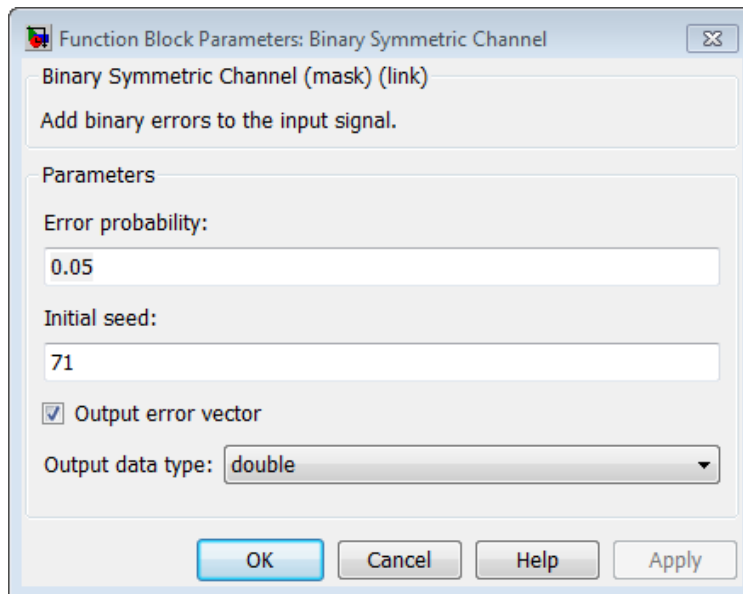 Function Block Parameters: Binary Symmetric Channel
Binary Symmetric Channel (mask) (link)
Add binary errors to the input signal.
Parameters
Error probability:
0.05
Initial seed:
71
Output error vector
Output data type: double
OK Cancel Help Apply